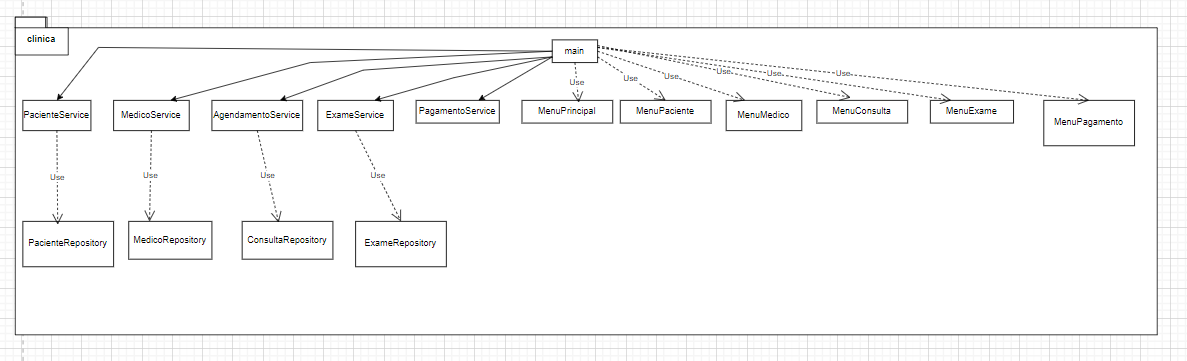 clinica
main
Use
Use
Use
Use
Use
Use
PacienteService
MedicoService
AgendamentoService
ExameService
PagamentoService
MenuPrincipal
MenuPaciente
MenuMedico
MenuConsulta
MenuExame
MenuPagamento
Use
Use
Use
Use
PacienteRepository
MedicoRepository
ConsultaRepository
ExameRepository